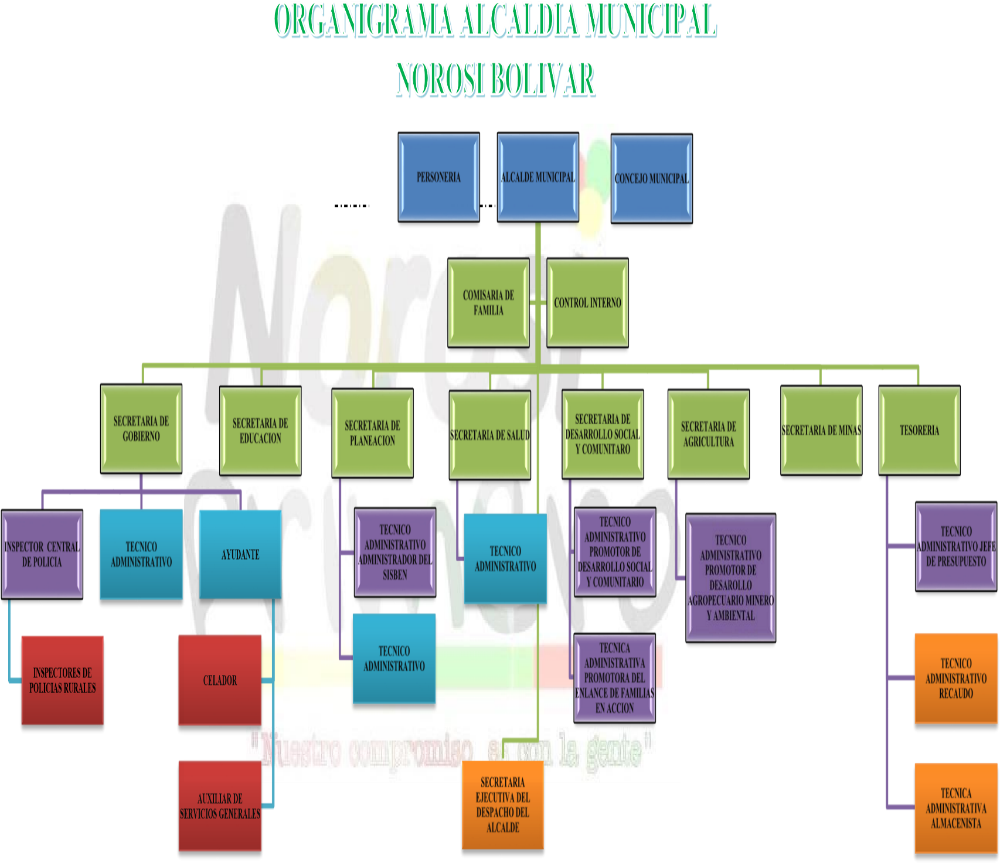 ORGANIGRAMA ALCALDIA MUNICIPAL
NOROSI BOLIVAR
PERSONERIA
ALCALDE MUNICIPAL
CONCEJO MUNICIPAL
COMISARIA DE
FAMILIA
CONTROL INTERNO
SECRETARIA DE
GOBIERNO
SECRETARIA DE
EDUCACION
SECRETARIA DE
PLANEACION
SECRETARIA DE SALUD
SECRETARIA DE
DESARROLLO SOCIAL
Y COMUNITARO
SECRETARIA DE
AGRICULTURA
SECRETARIA DE MINAS
TESORERIA
INSPECTOR CENTRAL
DE POLICIA
TECNICO
ADMINISTRATIVO
AYUDANTE
TECNICO
ADMINISTRATIVO
ADMINISTRADOR DEL
SISBEN
TECNICO
ADMINISTRATIVO
TECNICO
ADMINISTRATIVO
PROMOTOR DE
DESARROLLO SOCIAL
Y COMUNITARIO
TECNICO
ADMINISTRATIVO
PROMOTOR DE
DESAROLLO
AGROPECUARIO MINERO
Y AMBIENTAL
TECNICO
ADMINISTRATIVO JEFE
DE PRESUPUESTO
INSPECTORES DE
POLICIAS RURALES
CELADOR
TECNICO
ADMINISTRATIVO
TECNICA
ADMINISTRATIVA
PROMOTORA DEL
ENLANCE DE FAMILIAS
EN ACCION
TECNICO
ADMINISTRATIVO
RECAUDO
AUXILIAR DE
SERVICIOS GENERALES
SECRETARIA
EJECUTIVA DEL
DESPACHO DEL
ALCALDE
TECNICA
ADMINISTRATIVA
ALMACENISTA
Norosi
primero
"Nuestro compromiso es con la gente"